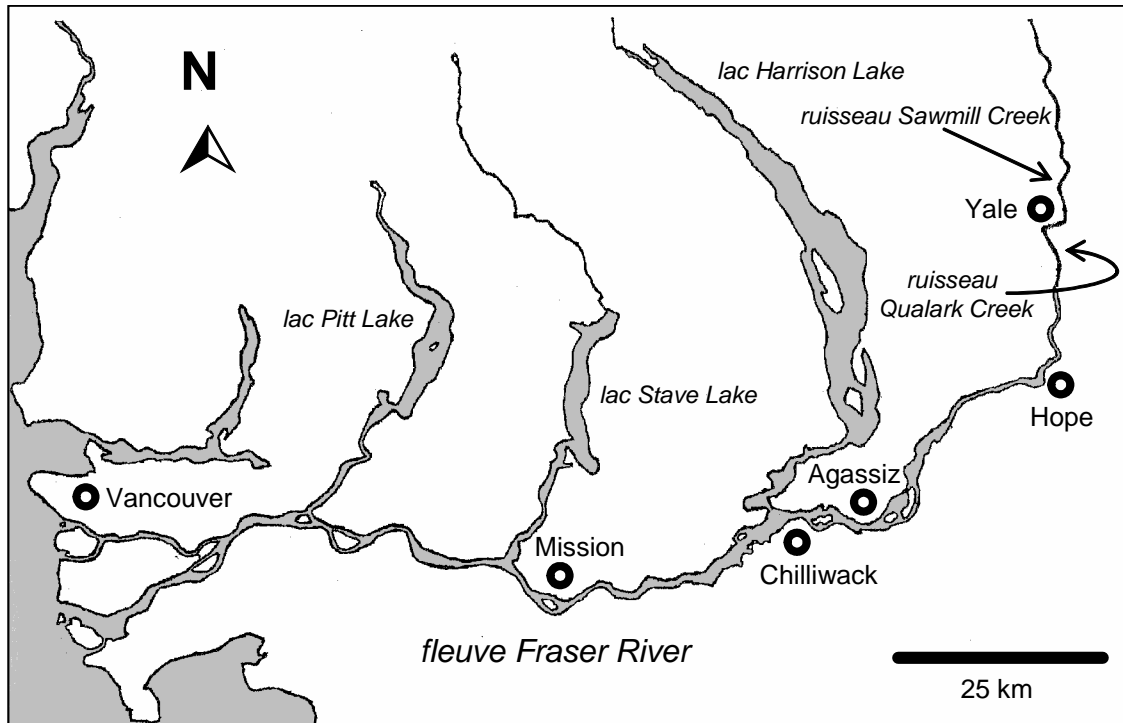 N
lac Harrison Lake
ruisseau Sawmill Creek
Yale
ruisseau
Qualark Creek
lac Pitt Lake
lac Stave Lake
Hope
Agassiz
Vancouver
Mission
Chilliwack
fleuve Fraser River
25 km